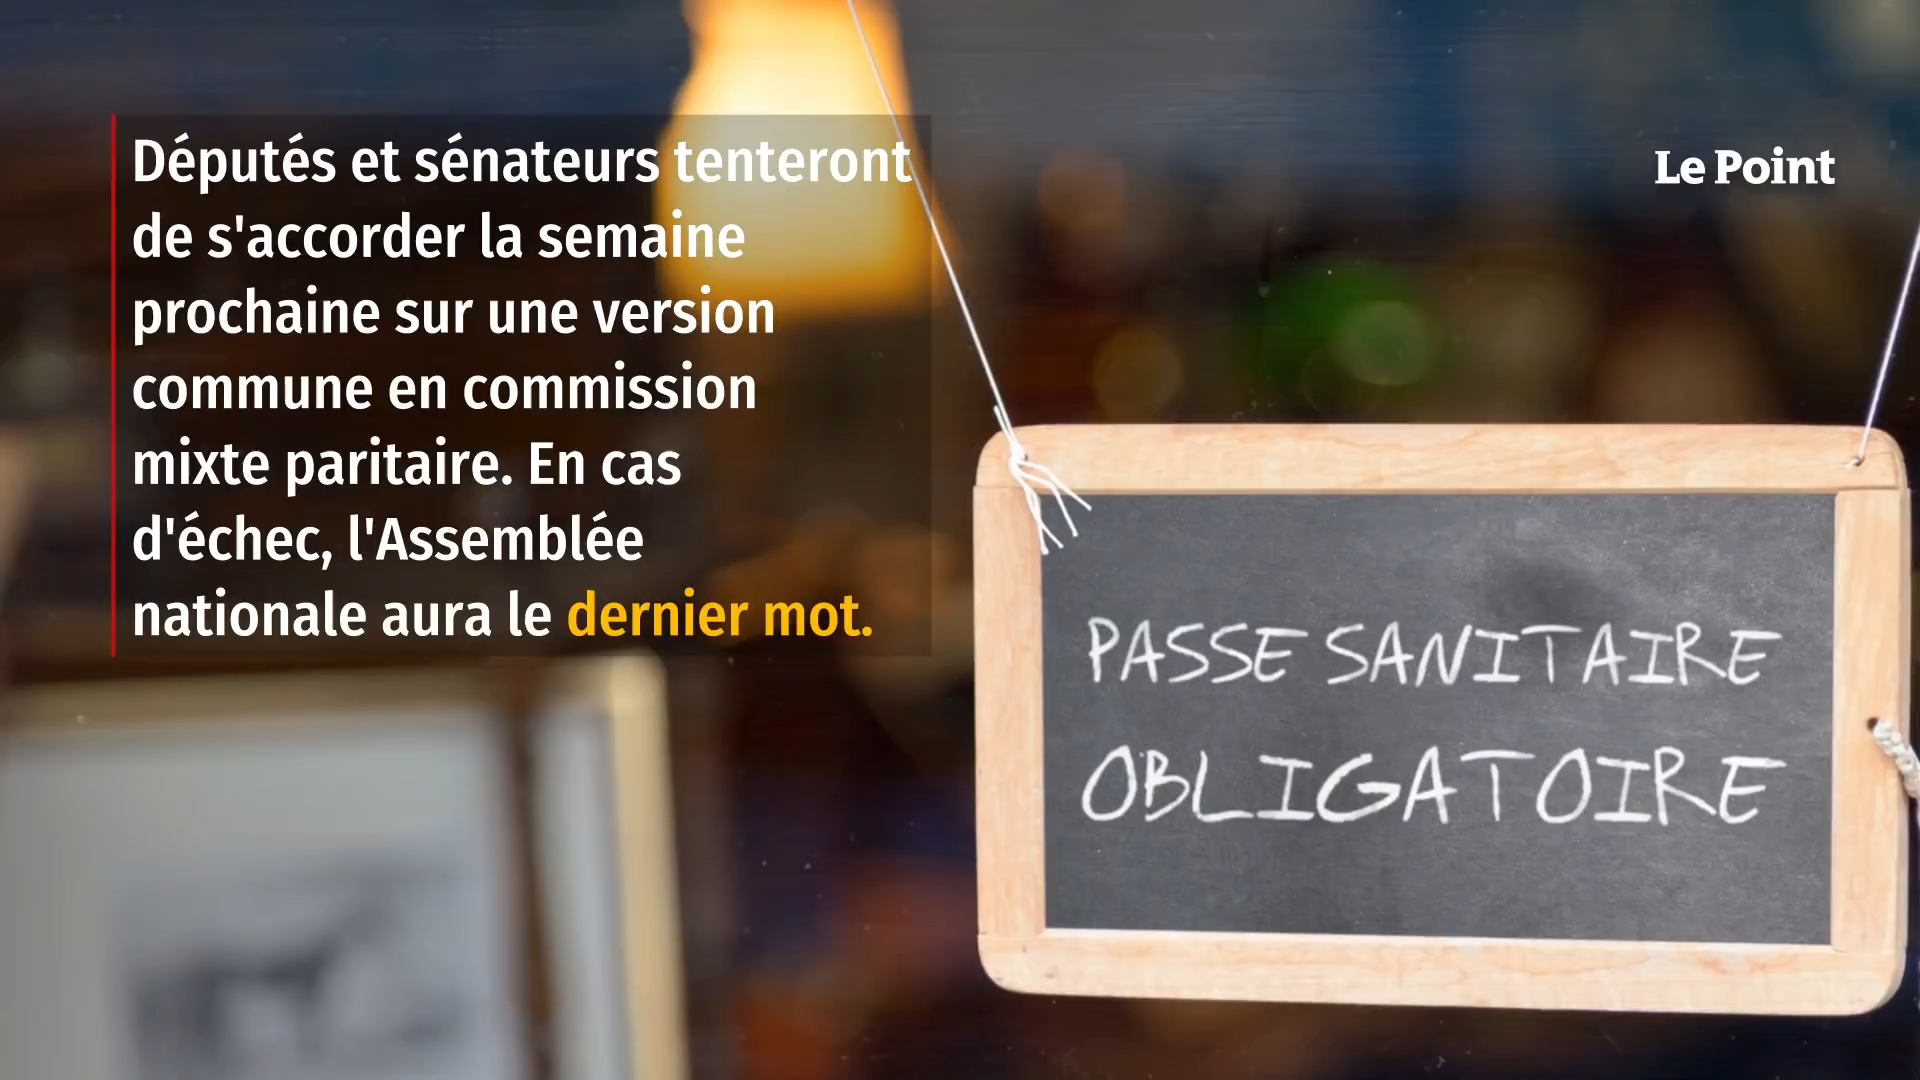 Députés et sénateurs tenteront
de s'accorder la semaine
prochaine sur une version
commune en commission
mixte paritaire. En cas
d'échec, l'Assemblée
nationale aura le dernier mot.
Le Point
PASSE SANITAIRE
OBLIGATOIRE